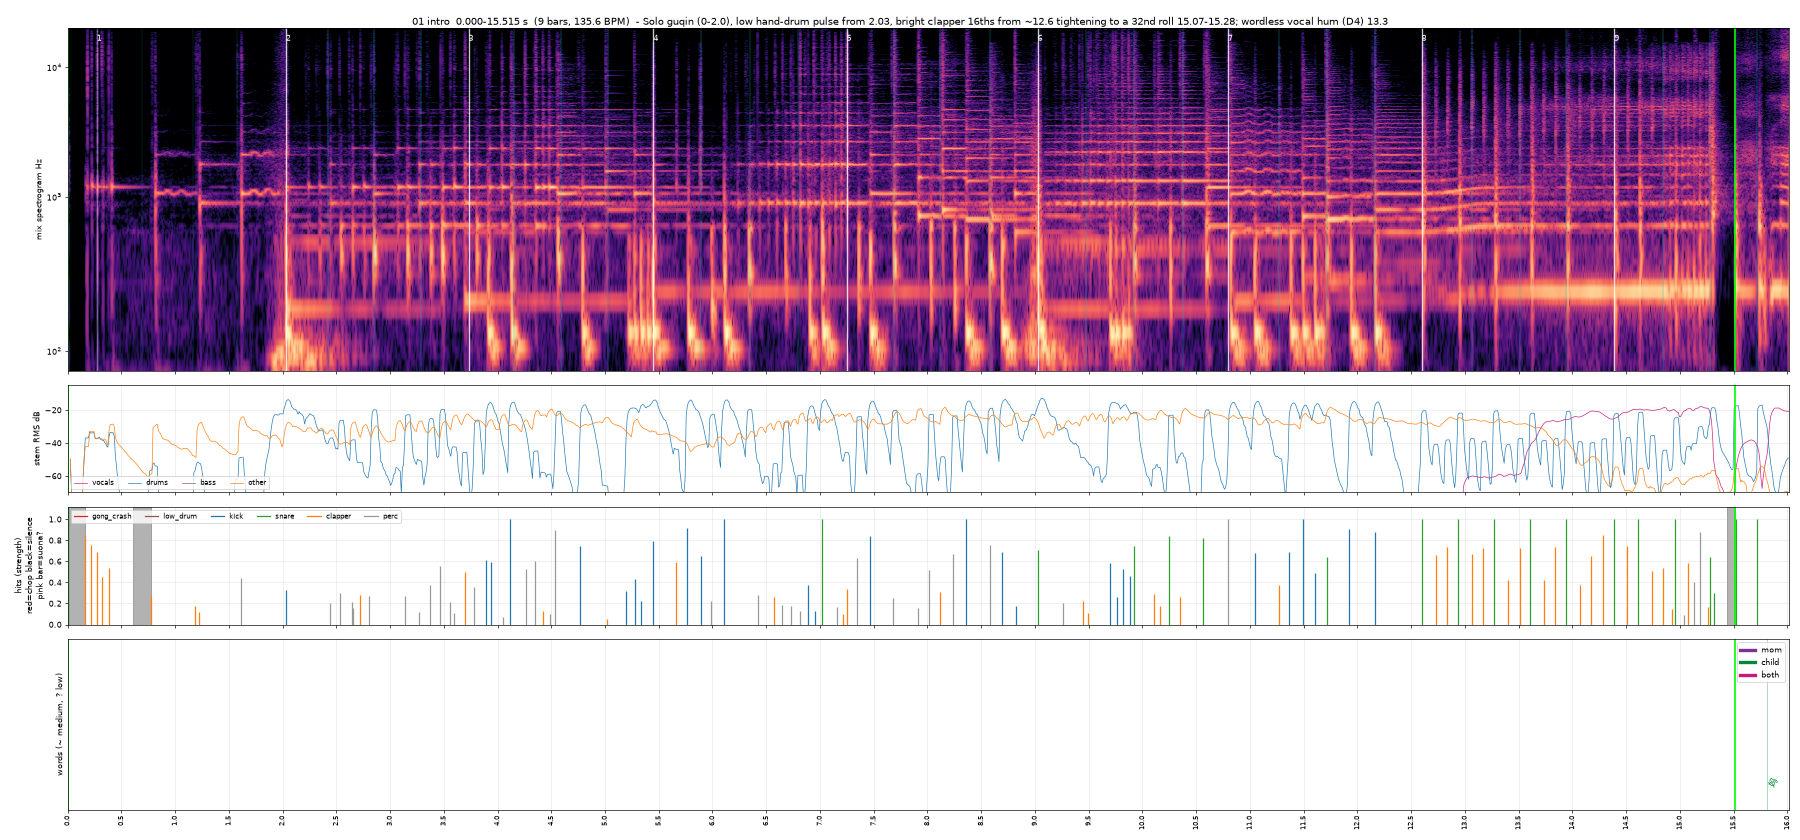 01 intro  0.000-15.515 s  (9 bars, 135.6 BPM)  - Solo guqin (0-2.0), low hand-drum pulse from 2.03, bright clapper 16ths from ~12.6 tightening to a 32nd roll 15.07-15.28; wordless vocal hum (D4) 13.3
1 2 3 4 5 6 7 8 9
mix spectrogram Hz
10⁴
10³
10²
stem RMS dB
−20
−40
−60
vocals drums bass other
hits (strength)
red=chop black=silence
pink bar=suona?
gong_crash low_drum kick snare clapper perc
1.0
0.8
0.6
0.4
0.2
0.0
words (~ medium, ? low)
mom
child
both
0.0 0.5 1.0 1.5 2.0 2.5 3.0 3.5 4.0 4.5 5.0 5.5 6.0 6.5 7.0 7.5 8.0 8.5 9.0 9.5 10.0 10.5 11.0 11.5 12.0 12.5 13.0 13.5 14.0 14.5 15.0 15.5 16.0